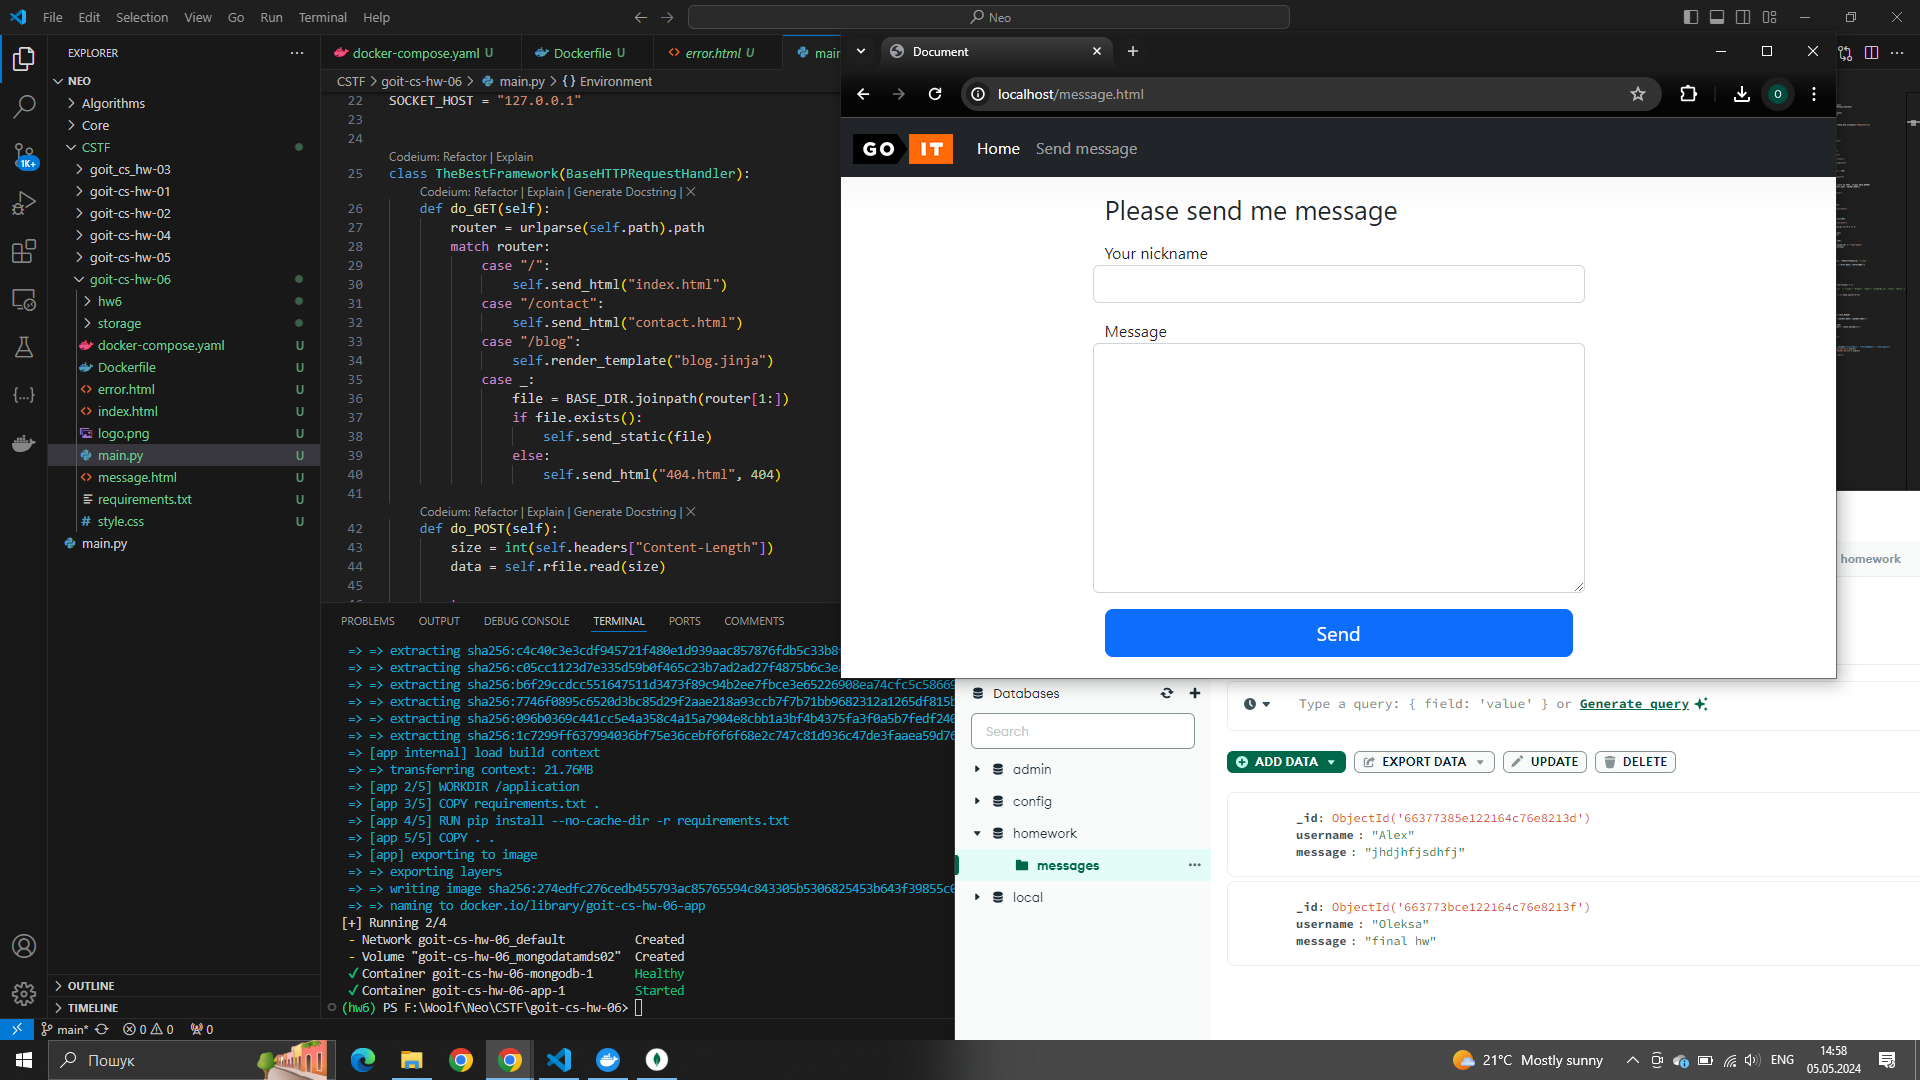 File Edit Selection View Go Run Terminal Help
Neo
EXPLORER
NEO
Algorithms
Core
CSTF
goit_cs_hw-03
goit-cs-hw-01
goit-cs-hw-02
goit-cs-hw-04
goit-cs-hw-05
goit-cs-hw-06
hw6
storage
docker-compose.yaml U
Dockerfile U
error.html U
index.html U
logo.png U
main.py U
message.html U
requirements.txt U
style.css U
main.py
OUTLINE
TIMELINE
1K+
docker-compose.yaml U Dockerfile U error.html U
CSTF > goit-cs-hw-06 > main.py > {} Environment
22 SOCKET_HOST = "127.0.0.1"
23
24
Codeium: Refactor | Explain
25 class TheBestFramework(BaseHTTPRequestHandler):
Codeium: Refactor | Explain | Generate Docstring | X
26 def do_GET(self):
27 router = urlparse(self.path).path
28 match router:
29 case "/":
30 self.send_html("index.html")
31 case "/contact":
32 self.send_html("contact.html")
33 case "/blog":
34 self.render_template("blog.jinja")
35 case _:
36 file = BASE_DIR.joinpath(router[1:])
37 if file.exists():
38 self.send_static(file)
39 else:
40 self.send_html("404.html", 404)
41
Codeium: Refactor | Explain | Generate Docstring | X
42 def do_POST(self):
43 size = int(self.headers["Content-Length"])
44 data = self.rfile.read(size)
45
PROBLEMS OUTPUT DEBUG CONSOLE TERMINAL PORTS COMMENTS
=> => extracting
=> => extracting
=> => extracting
=> => extracting
=> => extracting
=> => extracting
=> [app internal] load build context
=> => transferring context: 21.76MB
=> [app 2/5] WORKDIR /application
=> [app 3/5] COPY requirements.txt .
=> [app 4/5] RUN pip install --no-cache-dir -r requirements.txt
=> [app 5/5] COPY . .
=> [app] exporting to image
=> => exporting layers
=> => writing image
=> => naming to docker.io/library/goit-cs-hw-06-app
[+] Running 2/4
- Network goit-cs-hw-06_default Created
- Volume "goit-cs-hw-06_mongodatamds02" Created
✓ Container goit-cs-hw-06-mongodb-1 Healthy
✓ Container goit-cs-hw-06-app-1 Started
(hw6) PS F:\Woolf\Neo\CSTF\goit-cs-hw-06>
main* 0 0 0
Document
localhost/message.html
O
GO IT Home Send message
Please send me message
Your nickname
Message
Send
homework
Databases
Search
admin
config
homework
messages
local
Type a query: { field: 'value' } or Generate query
ADD DATA EXPORT DATA UPDATE DELETE
_id: ObjectId('66377385e122164c76e8213d')
username : "Alex"
message : "jhdjhfjsdhfj"
_id: ObjectId('663773bce122164c76e8213f')
username : "Oleksa"
message : "final hw"
Пошук
21°C Mostly sunny
ENG
14:58
05.05.2024